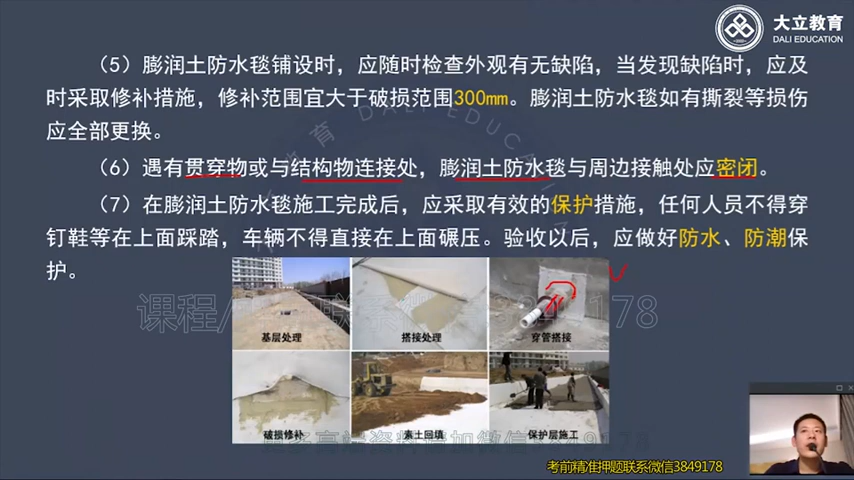 大立教育
DALI EDUCATION
（5）膨润土防水毯铺设时，应随时检查外观有无缺陷，当发现缺陷时，应及
时采取修补措施，修补范围宜大于破损范围300mm。膨润土防水毯如有撕裂等损伤
应全部更换。
（6）遇有贯穿物或与结构物连接处，膨润土防水毯与周边接触处应密闭。
（7）在膨润土防水毯施工完成后，应采取有效的保护措施，任何人员不得穿
钉鞋等在上面踩踏，车辆不得直接在上面碾压。验收以后，应做好防水、防潮保
护。
基层处理
搭接处理
穿管搭接
破损修补
素土回填
保护层施工
考前精准押题联系微信3849178